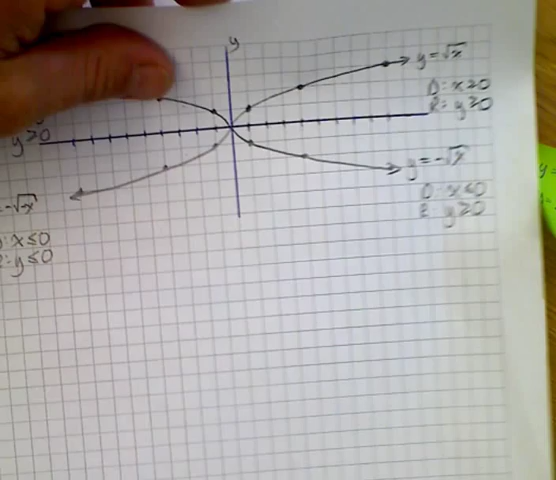 y
y=√x
D: x≥0
R: y≥0
y≥0
y=-√x
D: x≤0
R: y≥0
=-√-x
: x≤0
: y≤0